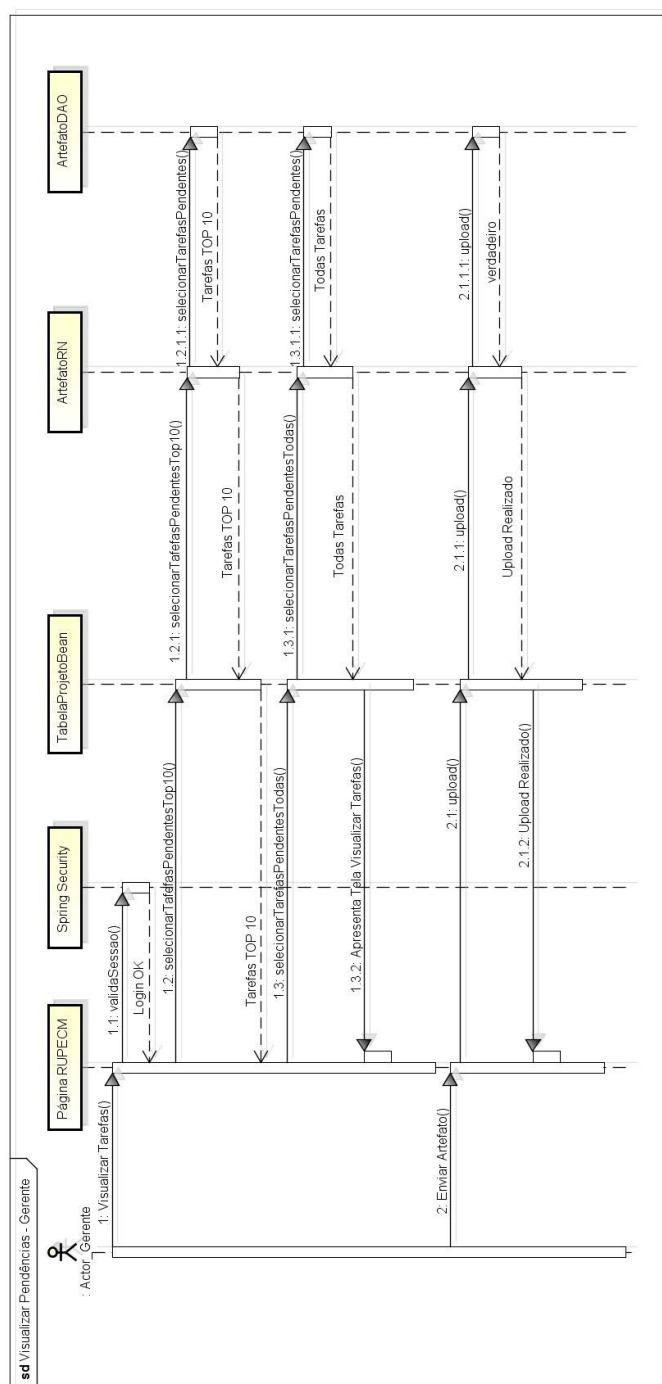 sd Visualizar Pendências - Gerente
: Actor_Gerente
Página RUPECM
Spring Security
TabelaProjetoBean
ArtefatoRN
ArtefatoDAO
1: Visualizar Tarefas()
1.1: validaSessao()
Login OK
1.2: selecionarTarefasPendentesTop10()
1.2.1: selecionarTafefasPendentesTop10()
1.2.1.1: selecionarTarefasPendentes()
Tarefas TOP 10
Tarefas TOP 10
Tarefas TOP 10
1.3: selecionarTarefasPendentesTodas()
1.3.1: selecionarTarefasPendentesTodas()
1.3.1.1: selecionarTarefasPendentes()
Todas Tarefas
Todas Tarefas
1.3.2: Apresenta Tela Visualizar Tarefas()
2: Enviar Artefato()
2.1: upload()
2.1.1: upload()
2.1.1.1: upload()
verdadeiro
Upload Realizado
2.1.2: Upload Realizado()